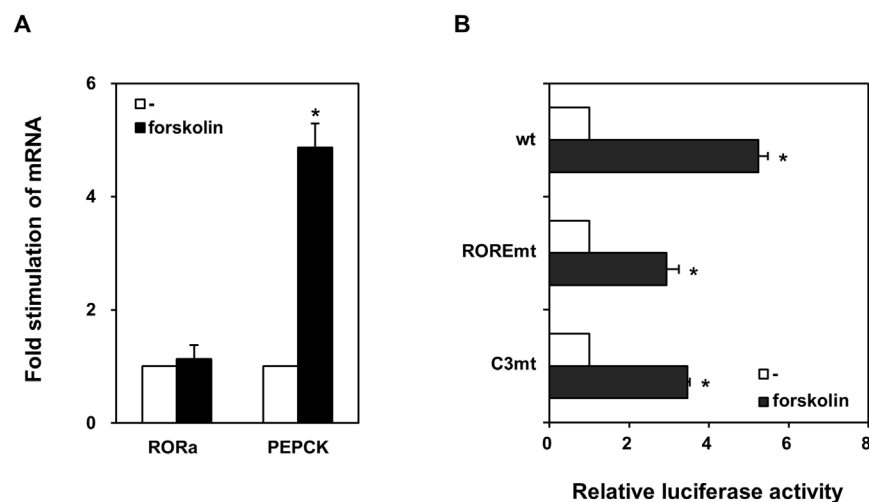 A
Fold stimulation of mRNA
6
4
2
0
-
forskolin
*
RORa
PEPCK
B
wt
*
ROREmt
*
C3mt
*
-
forskolin
0
2
4
6
8
Relative luciferase activity